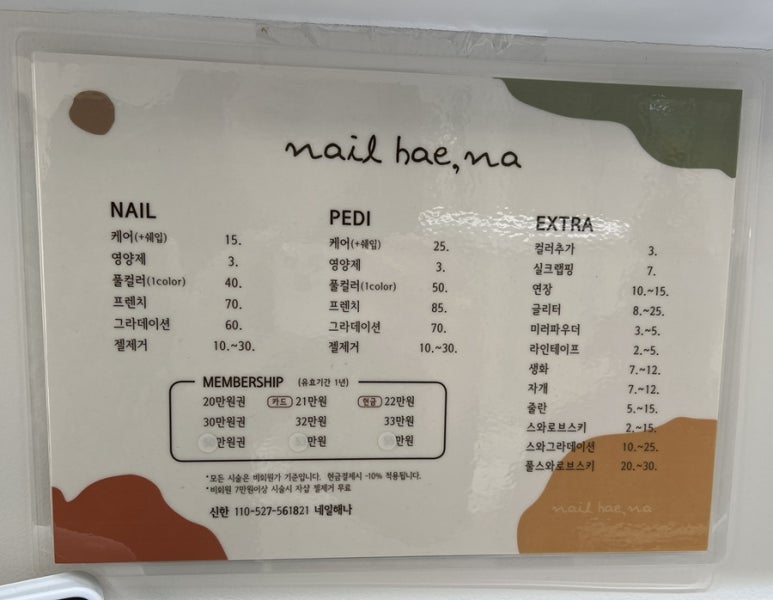 nail hae,na
NAIL
케어(+쉐입) 15.
영양제 3.
풀컬러(1color) 40.
프렌치 70.
그라데이션 60.
젤제거 10.~30.
PEDI
케어(+쉐입) 25.
영양제 3.
풀컬러(1color) 50.
프렌치 85.
그라데이션 70.
젤제거 10.~30.
EXTRA
컬러추가 3.
실크랩핑 7.
연장 10.~15.
글리터 8.~25.
미러파우더 3.~5.
라인테이프 2.~5.
생화 7.~12.
자개 7.~12.
줄란 5.~15.
스와로브스키 2.~15.
스와그라데이션 10.~25.
풀스와로브스키 20.~30.
MEMBERSHIP (유효기간 1년)
20만원권 카드 21만원 현금 22만원
30만원권 32만원 33만원
만원권 만원 만원
*모든 시술은 비회원가 기준입니다. 현금결제시 -10% 적용됩니다.
*비회원 7만원이상 시술시 자샵 젤제거 무료
신한 110-527-561821 네일해나
nail hae,na